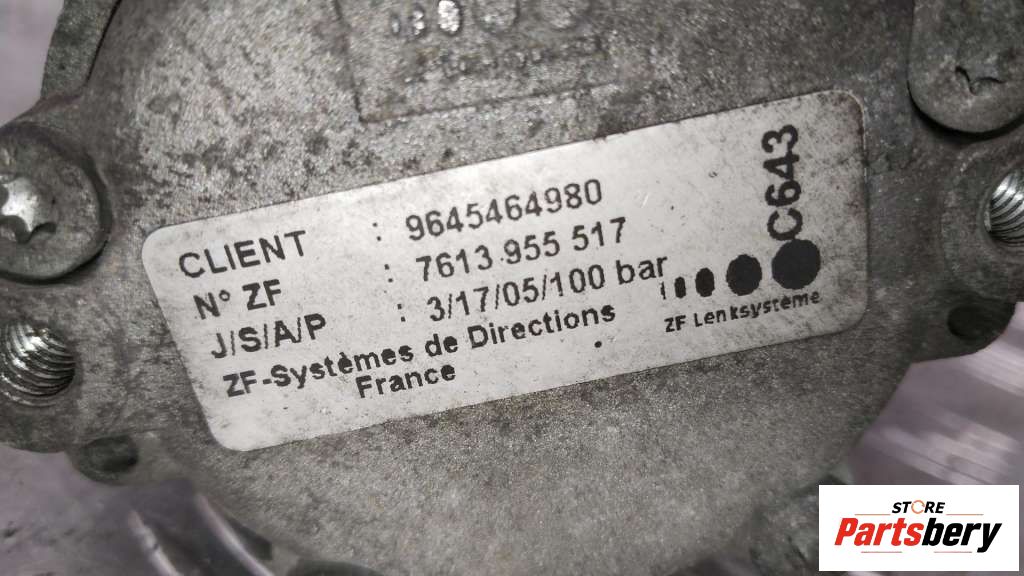 CLIENT : 9645464980
N° ZF : 7613 955 517
J/S/A/P : 3/17/05/100 bar
ZF-Systèmes de Directions
France
ZF Lenksysteme
C643
STORE
Partsbery